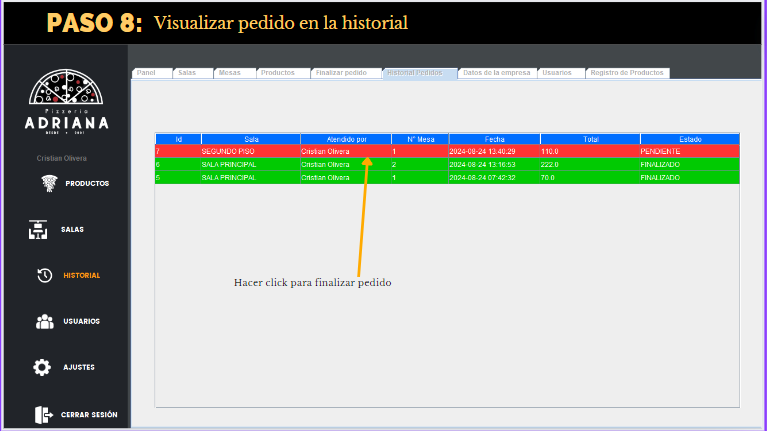 PASO 8: Visualizar pedido en la historial
Panel Salas Mesas Productos Finalizar pedido Historial Pedidos Datos de la empresa Usuarios Registro de Productos
Pizzeria
ADRIANA
Cristian Olivera
PRODUCTOS
SALAS
HISTORIAL
USUARIOS
AJUSTES
CERRAR SESIÓN
Id Sala Atendido por N° Mesa Fecha Total Estado
7 SEGUNDO PISO Cristian Olivera 1 2024-08-24 13:40:29 110.0 PENDIENTE
6 SALA PRINCIPAL Cristian Olivera 2 2024-08-24 13:16:53 222.0 FINALIZADO
5 SALA PRINCIPAL Cristian Olivera 1 2024-08-24 07:42:32 70.0 FINALIZADO
Hacer click para finalizar pedido